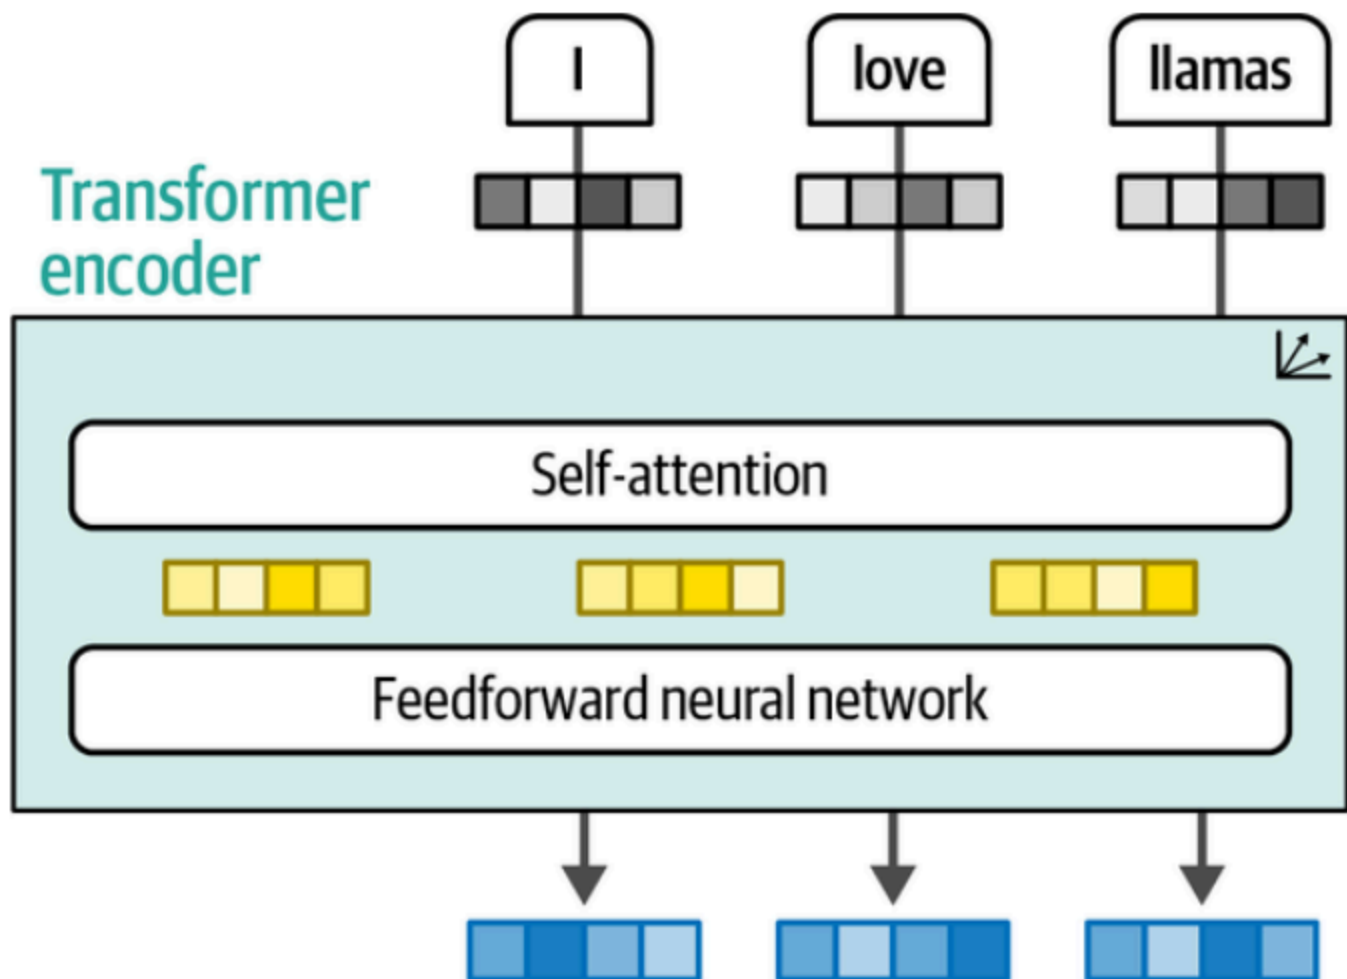 I
love
llamas
Transformer
encoder
Self-attention
Feedforward neural network